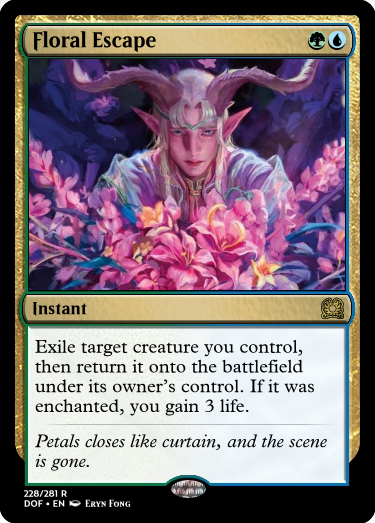 Floral Escape
Instant
Exile target creature you control,
then return it onto the battlefield
under its owner's control. If it was
enchanted, you gain 3 life.
Petals closes like curtain, and the scene
is gone.
228/281 R
DOF • EN Eryn Fong